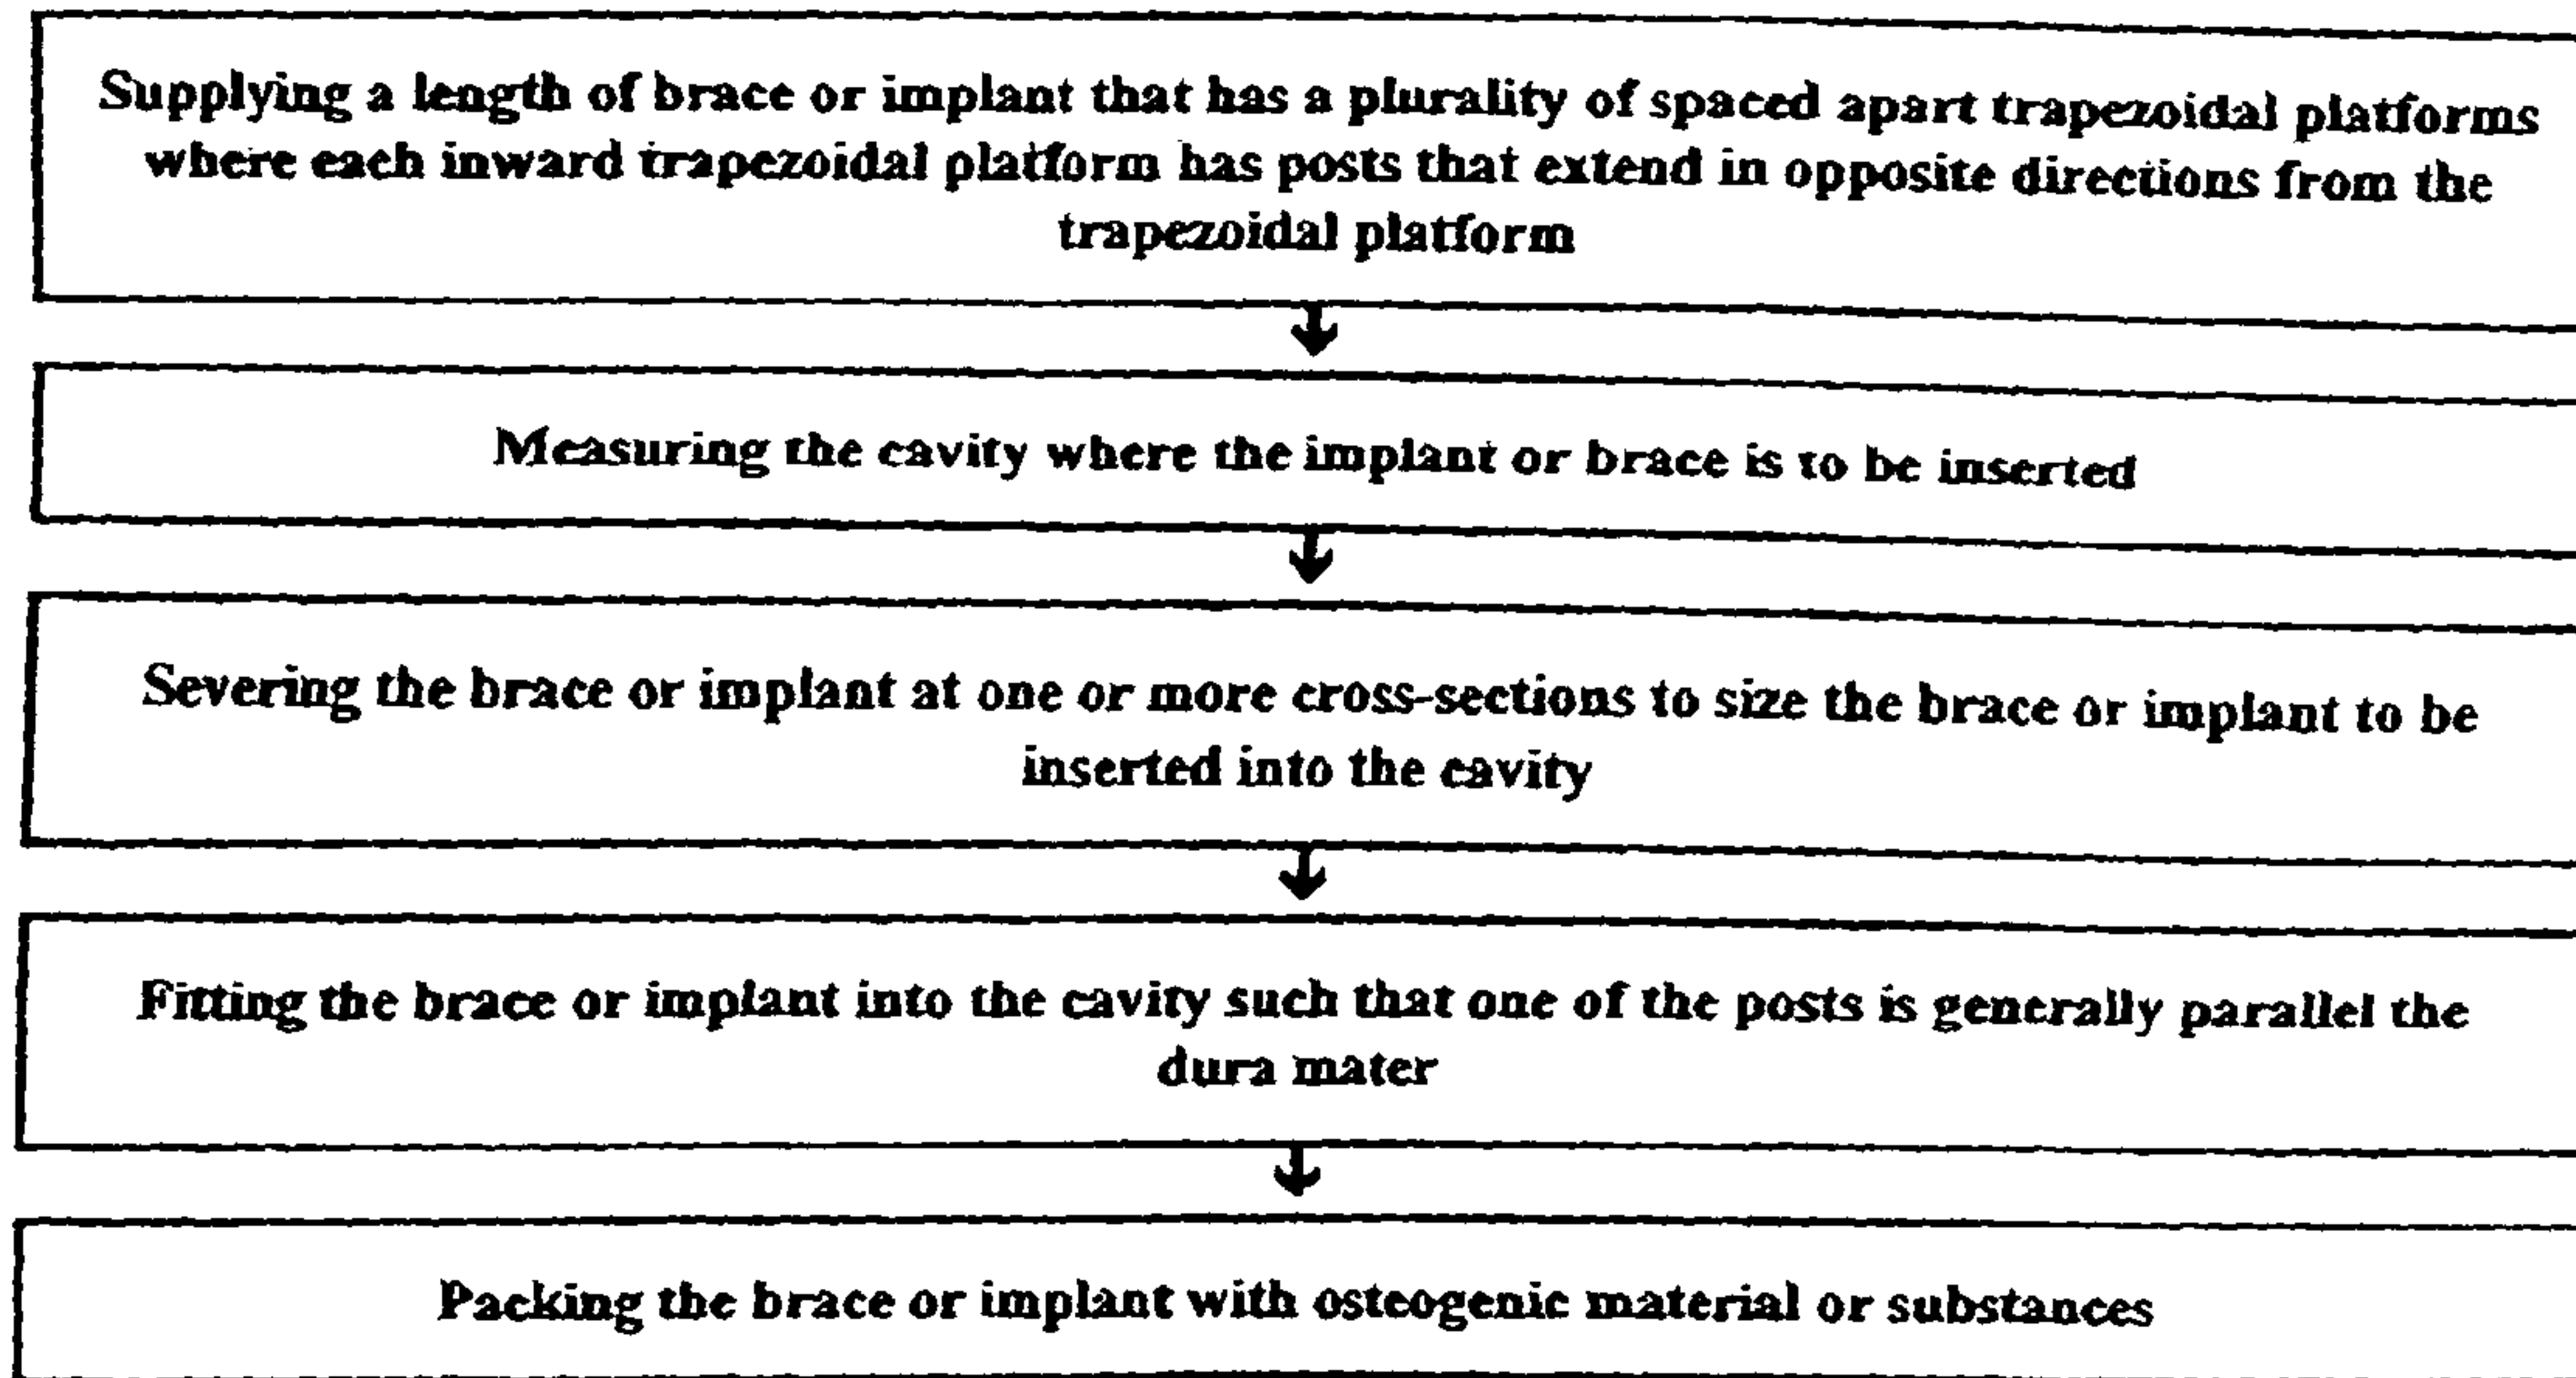 Supplying a length of brace or implant that has a plurality of spaced apart trapezoidal platforms
where each inward trapezoidal platform has posts that extend in opposite directions from the
trapezoidal platform
Measuring the cavity where the implant or brace is to be inserted
Severing the brace or implant at one or more cross-sections to size the brace or implant to be
inserted into the cavity
Fitting the brace or implant into the cavity such that one of the posts is generally parallel the
dura mater
Packing the brace or implant with osteogenic material or substances